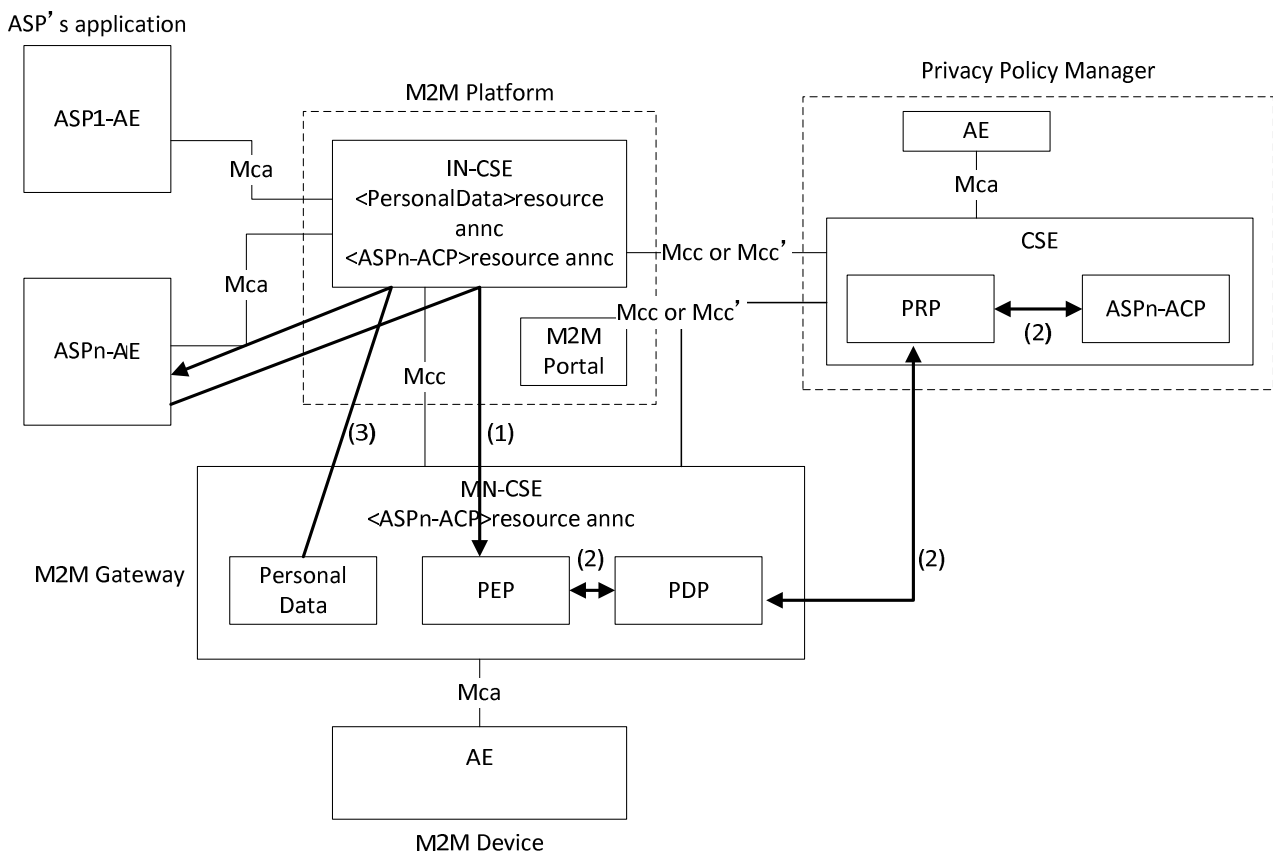 ASP's application
ASP1-AE
Mca
M2M Platform
IN-CSE
<PersonalData>resource
annc
<ASPn-ACP>resource annc
Privacy Policy Manager
AE
Mca
CSE
PRP
(2)
ASPn-ACP
Mcc or Mcc'
Mcc or Mcc'
Mca
ASPn-AE
M2M
Portal
Mcc
(3)
(1)
MN-CSE
<ASPn-ACP>resource annc
M2M Gateway
Personal
Data
PEP
(2)
PDP
(2)
Mca
AE
M2M Device